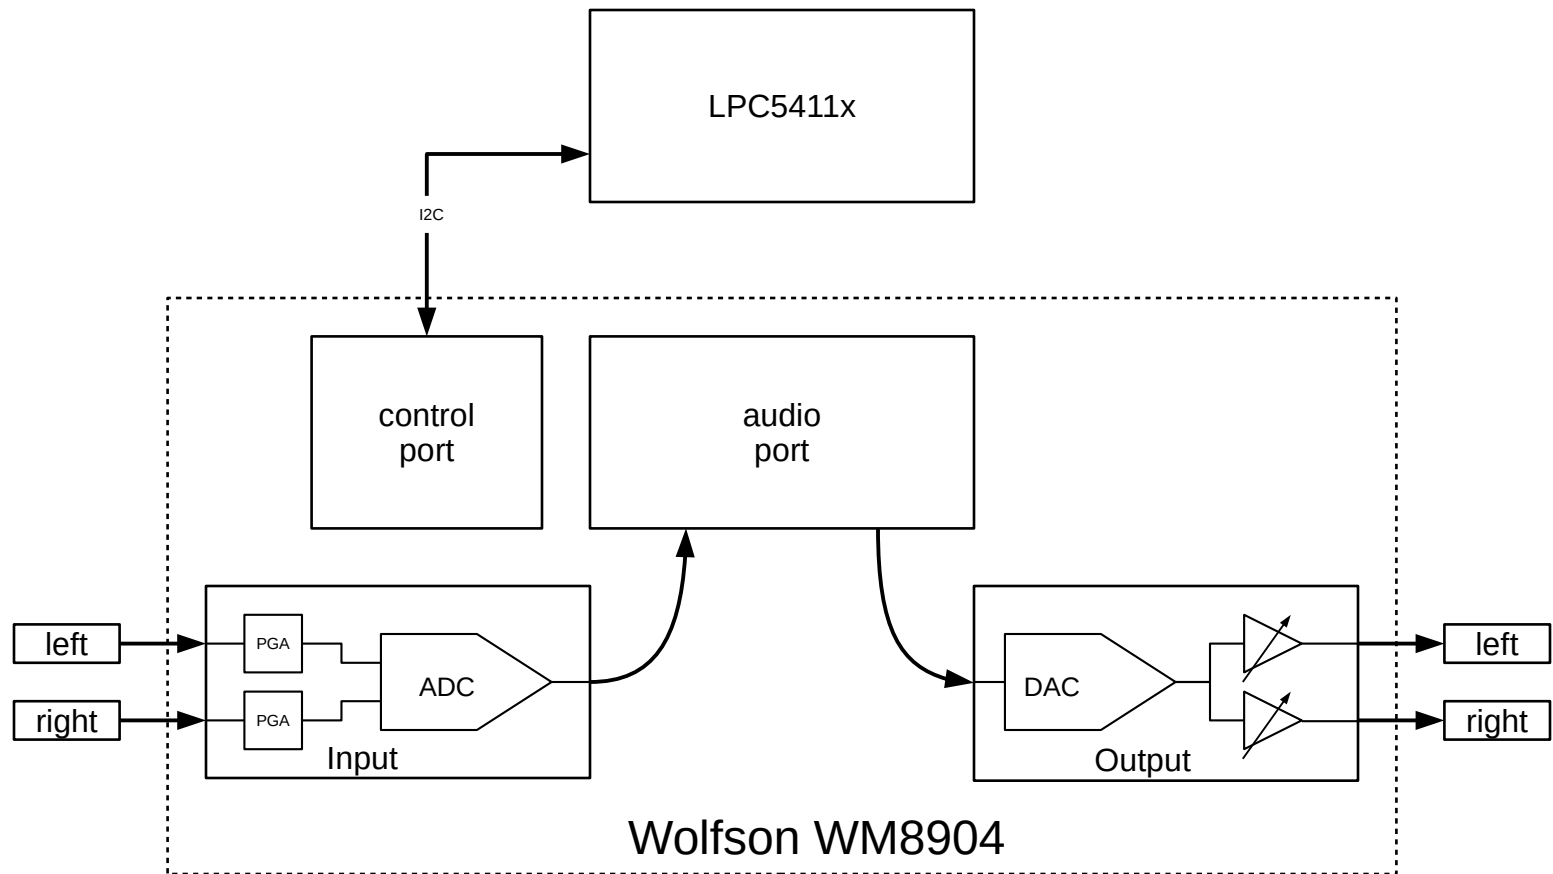 LPC5411x
I2C
control
port
audio
port
left
PGA
ADC
right
PGA
Input
DAC
Output
left
right
Wolfson WM8904